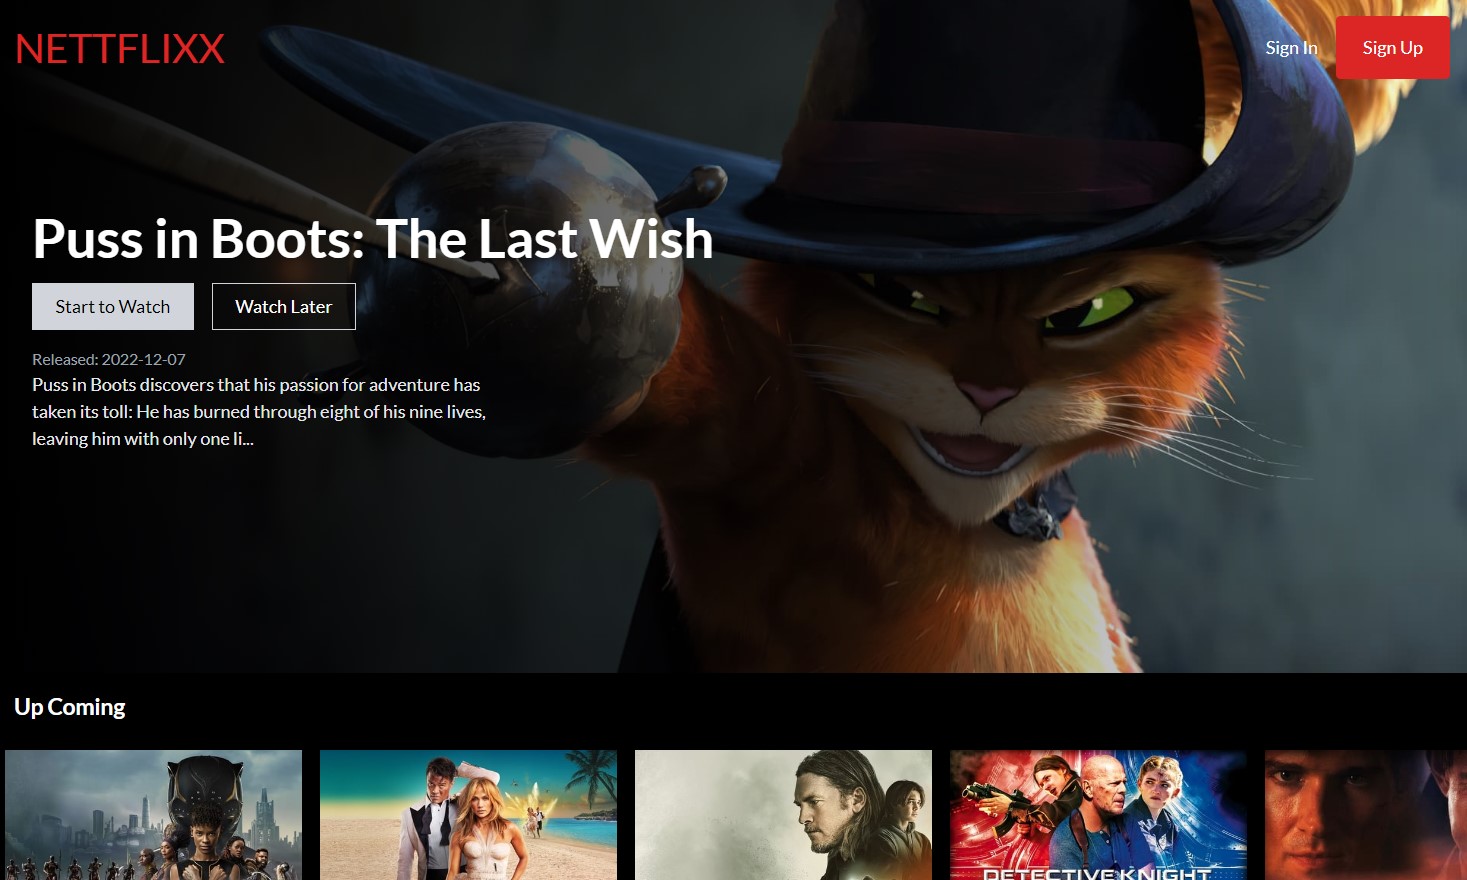 NETTFLIXX
Sign In
Sign Up
Puss in Boots: The Last Wish
Start to Watch
Watch Later
Released: 2022-12-07
Puss in Boots discovers that his passion for adventure has
taken its toll: He has burned through eight of his nine lives,
leaving him with only one li...
Up Coming
DETECTIVE KNIGHT